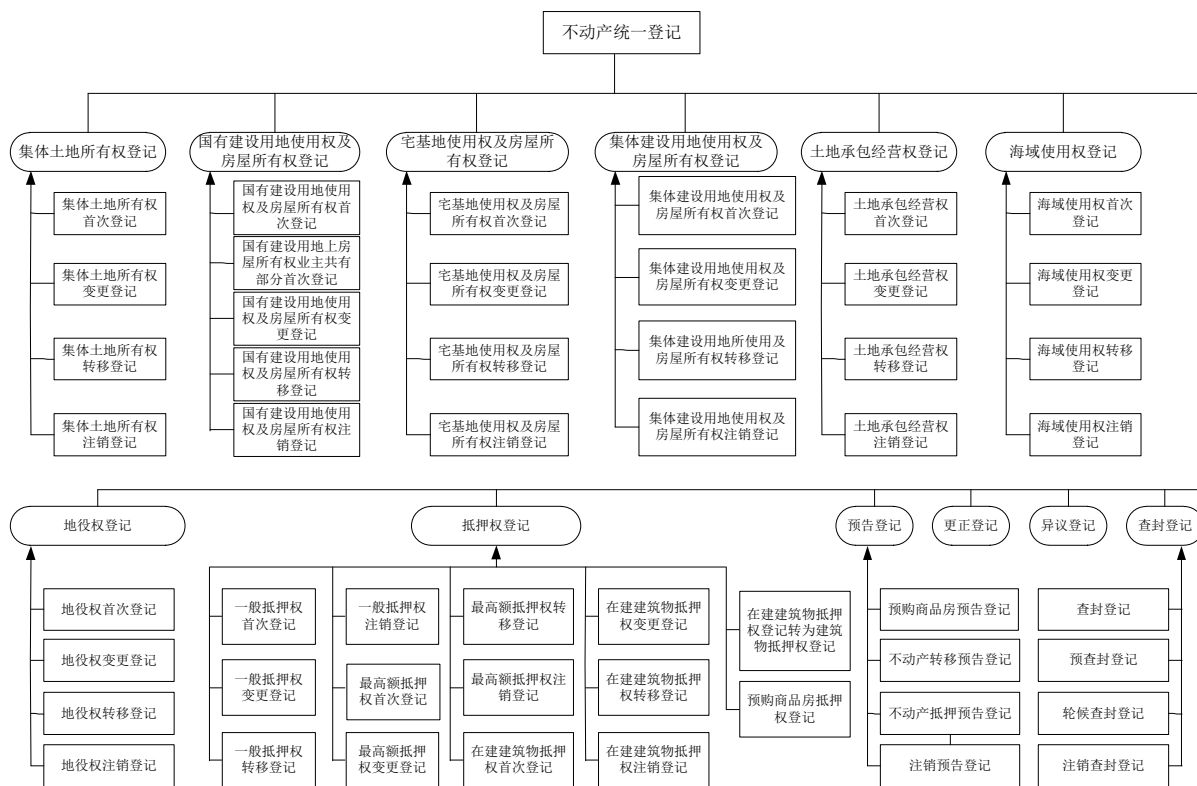 不动产统一登记
集体土地所有权登记
国有建设用地使用权及
房屋所有权登记
宅基地使用权及房屋所
有权登记
集体建设用地使用权及
房屋所有权登记
土地承包经营权登记
海域使用权登记
集体土地所有权
首次登记
集体土地所有权
变更登记
集体土地所有权
转移登记
集体土地所有权
注销登记
国有建设用地使用
权及房屋所有权首
次登记
国有建设用地上房
屋所有权业主共有
部分首次登记
国有建设用地使用
权及房屋所有权变
更登记
国有建设用地使用
权及房屋所有权转
移登记
国有建设用地使用
权及房屋所有权注
销登记
宅基地使用权及房屋
所有权首次登记
宅基地使用权及房屋
所有权变更登记
宅基地使用权及房屋
所有权转移登记
宅基地使用权及房屋
所有权注销登记
集体建设用地使用权及
房屋所有权首次登记
集体建设用地使用权及
房屋所有权变更登记
集体建设用地所使用及
房屋所有权转移登记
集体建设用地使用权及
房屋所有权注销登记
土地承包经营权
首次登记
土地承包经营权
变更登记
土地承包经营权
转移登记
土地承包经营权
注销登记
海域使用权首次
登记
海域使用权变更
登记
海域使用权转移
登记
海域使用权注销
登记
地役权登记
抵押权登记
预告登记
更正登记
异议登记
查封登记
地役权首次登记
地役权变更登记
地役权转移登记
地役权注销登记
一般抵押权
首次登记
一般抵押权
变更登记
一般抵押权
转移登记
一般抵押权
注销登记
最高额抵押
权首次登记
最高额抵押
权变更登记
最高额抵押权转
移登记
最高额抵押权注
销登记
在建建筑物抵押
权首次登记
在建建筑物抵押
权变更登记
在建建筑物抵押
权转移登记
在建建筑物抵押
权注销登记
在建建筑物抵押
权登记转为建筑
物抵押权登记
预购商品房抵押
权登记
预购商品房预告登记
不动产转移预告登记
不动产抵押预告登记
注销预告登记
查封登记
预查封登记
轮候查封登记
注销查封登记